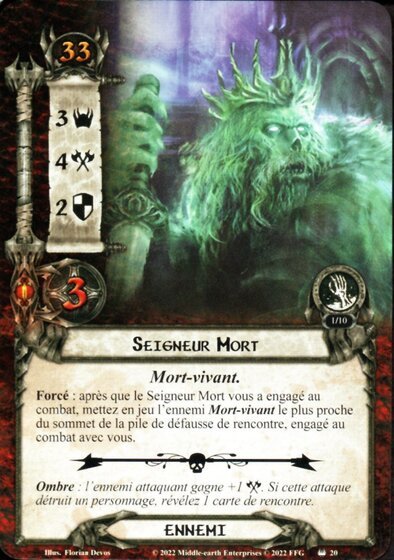 33
3
4
2
3
1/10
Seigneur Mort
Mort-vivant.
Forcé : après que le Seigneur Mort vous a engagé au
combat, mettez en jeu l'ennemi Mort-vivant le plus proche
du sommet de la pile de défausse de rencontre, engagé au
combat avec vous.
Ombre : l'ennemi attaquant gagne +1 . Si cette attaque
détruit un personnage, révélez 1 carte de rencontre.
ENNEMI
Illus. Florian Devos © 2022 Middle-earth Enterprises © 2022 FFG 20